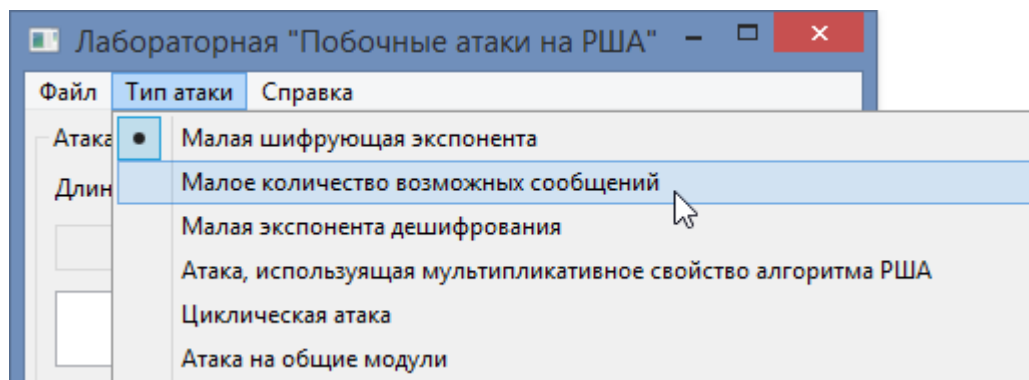 Лабораторная "Побочные атаки на РША"
Файл Тип атаки Справка
Атака
Малая шифрующая экспонента
Длин
Малое количество возможных сообщений
Малая экспонента дешифрования
Атака, используящая мультипликативное свойство алгоритма РША
Циклическая атака
Атака на общие модули